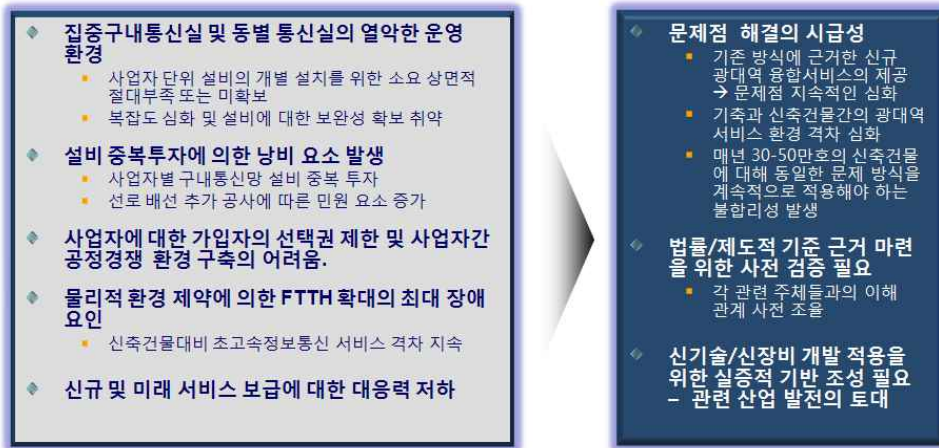 집중구내통신실 및 동별 통신실의 열악한 운영
환경
사업자 단위 설비의 개별 설치를 위한 소요 상면적
절대부족 또는 미확보
복잡도 심화 및 설비에 대한 보완성 확보 취약
설비 중복투자에 의한 낭비 요소 발생
사업자별 구내통신망 설비 중복 투자
선로 배선 추가 공사에 따른 민원 요소 증가
사업자에 대한 가입자의 선택권 제한 및 사업자간
공정경쟁 환경 구축의 어려움.
물리적 환경 제약에 의한 FTTH 확대의 최대 장애
요인
신축건물대비 초고속정보통신 서비스 격차 지속
신규 및 미래 서비스 보급에 대한 대응력 저하
문제점 해결의 시급성
기존 방식에 근거한 신규
광대역 융합서비스의 제공
→ 문제점 지속적인 심화
기축과 신축건물간의 광대역
서비스 환경 격차 심화
매년 30-50만호의 신축건물
에 대해 동일한 문제 방식을
계속적으로 적용해야 하는
불합리성 발생
법률/제도적 기준 근거 마련
을 위한 사전 검증 필요
각 관련 주체들과의 이해
관계 사전 조율
신기술/신장비 개발 적용을
위한 실증적 기반 조성 필요
– 관련 산업 발전의 토대